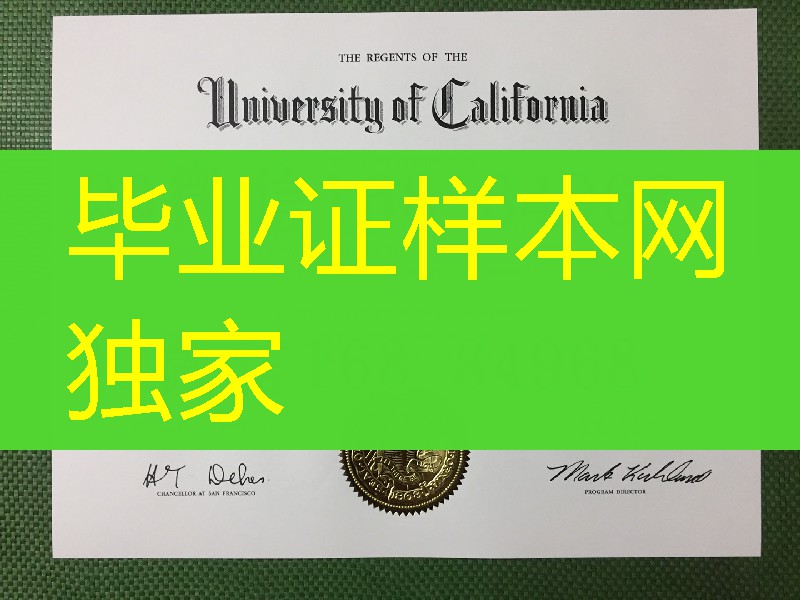 THE REGENTS OF THE
University of California
毕业证样本网
独家
CHANCELLOR AT SAN FRANCISCO
PROGRAM DIRECTOR